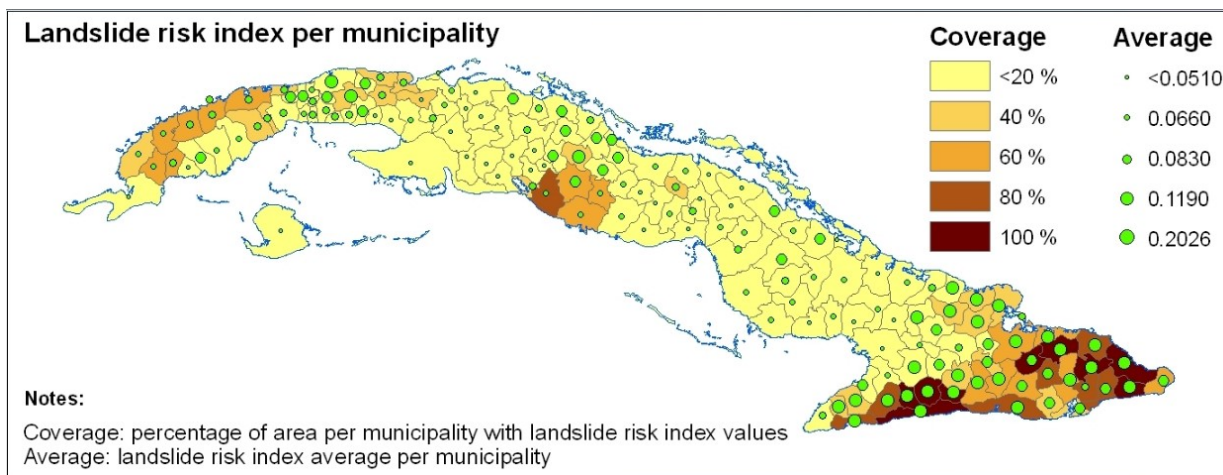 Landslide risk index per municipality
Coverage
Average
<20 %
<0.0510
40 %
0.0660
60 %
0.0830
80 %
0.1190
100 %
0.2026
Notes:
Coverage: percentage of area per municipality with landslide risk index values
Average: landslide risk index average per municipality